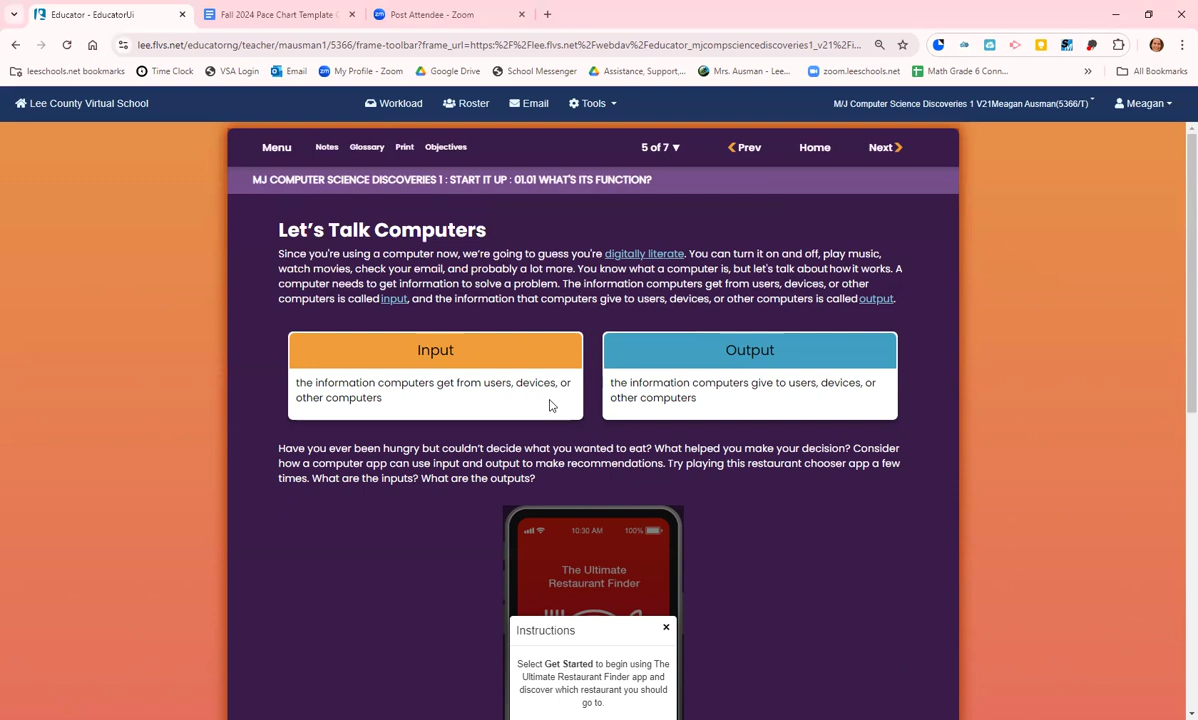 Educator - EducatorUi
Fall 2024 Pace Chart Template
Post Attendee - Zoom
lee.flvs.net/educatorng/teacher/mausman1/5366/frame-toolbar?frame_url=https:%2F%2Flee.flvs.net%2Fwebdav%2Feducator_mjcompsciencediscoveries1_v21%2Fi...
leeschools.net bookmarks
Time Clock
VSA Login
Email
My Profile - Zoom
Google Drive
School Messenger
Assistance, Support,...
Mrs. Ausman - Lee...
zoom.leeschools.net
Math Grade 6 Conn...
»
All Bookmarks
Lee County Virtual School
Workload
Roster
Email
Tools
M/J Computer Science Discoveries 1 V21Meagan Ausman(5366/T)
Meagan
Menu
Notes
Glossary
Print
Objectives
5 of 7 ▼
Prev
Home
Next
MJ COMPUTER SCIENCE DISCOVERIES 1 : START IT UP : 01.01 WHAT'S ITS FUNCTION?
Let's Talk Computers
Since you're using a computer now, we're going to guess you're digitally literate. You can turn it on and off, play music,
watch movies, check your email, and probably a lot more. You know what a computer is, but let's talk about how it works. A
computer needs to get information to solve a problem. The information computers get from users, devices, or other
computers is called input, and the information that computers give to users, devices, or other computers is called output.
Input
the information computers get from users, devices, or
other computers
Output
the information computers give to users, devices, or
other computers
Have you ever been hungry but couldn't decide what you wanted to eat? What helped you make your decision? Consider
how a computer app can use input and output to make recommendations. Try playing this restaurant chooser app a few
times. What are the inputs? What are the outputs?
10:30 AM
100%
The Ultimate
Restaurant Finder
Instructions
Select Get Started to begin using The
Ultimate Restaurant Finder app and
discover which restaurant you should
go to.